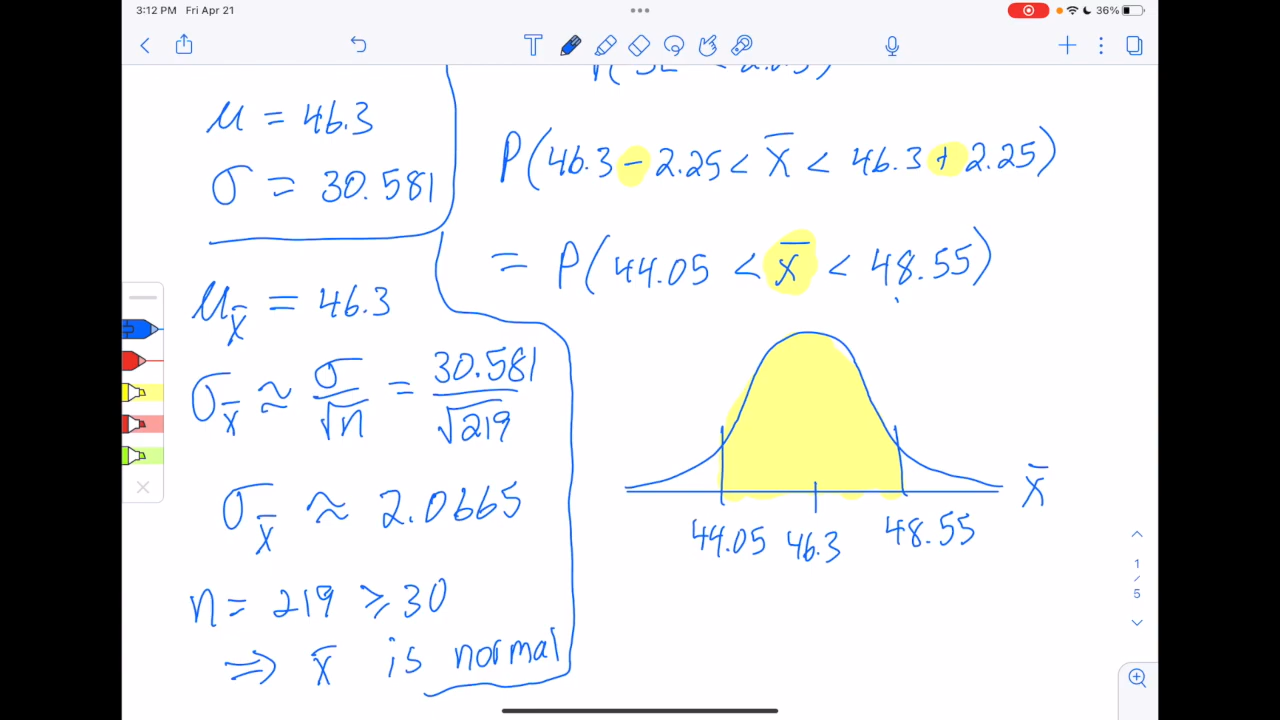 3:12 PM Fri Apr 21
36%
μ = 46.3
σ = 30.581
μx̄ = 46.3
σx̄ ≈ σ/√n = 30.581/√219
σx̄ ≈ 2.0665
n = 219 ≥ 30
⇒ x̄ is normal
P(46.3 − 2.25 < x̄ < 46.3 + 2.25)
= P(44.05 < x̄ < 48.55)
x̄
44.05 46.3 48.55
1
/
5